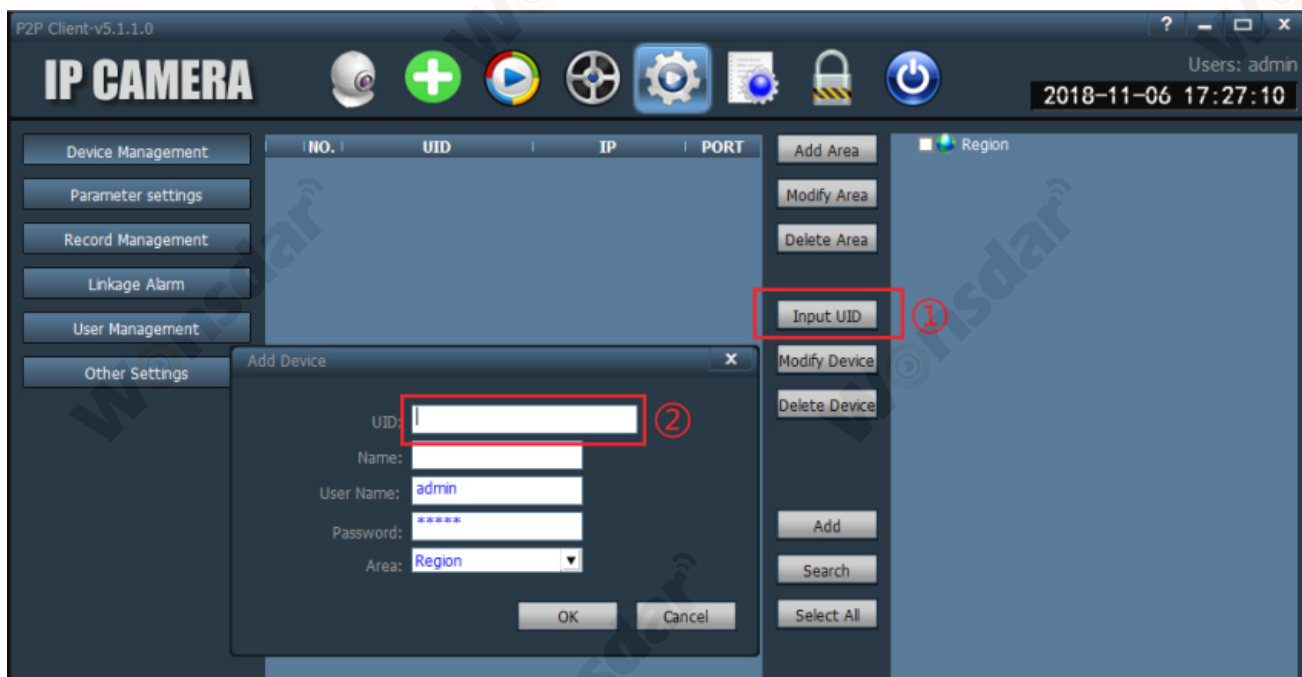 P2P Client-v5.1.1.0
IP CAMERA
Users: admin
2018-11-06 17:27:10
Device Management
Parameter settings
Record Management
Linkage Alarm
User Management
Other Settings
NO. UID IP PORT
Add Area
Modify Area
Delete Area
Input UID
①
Modify Device
Delete Device
Add
Search
Select All
Region
Add Device
UID:
②
Name:
User Name: admin
Password: *****
Area: Region
OK Cancel
Wonsdar